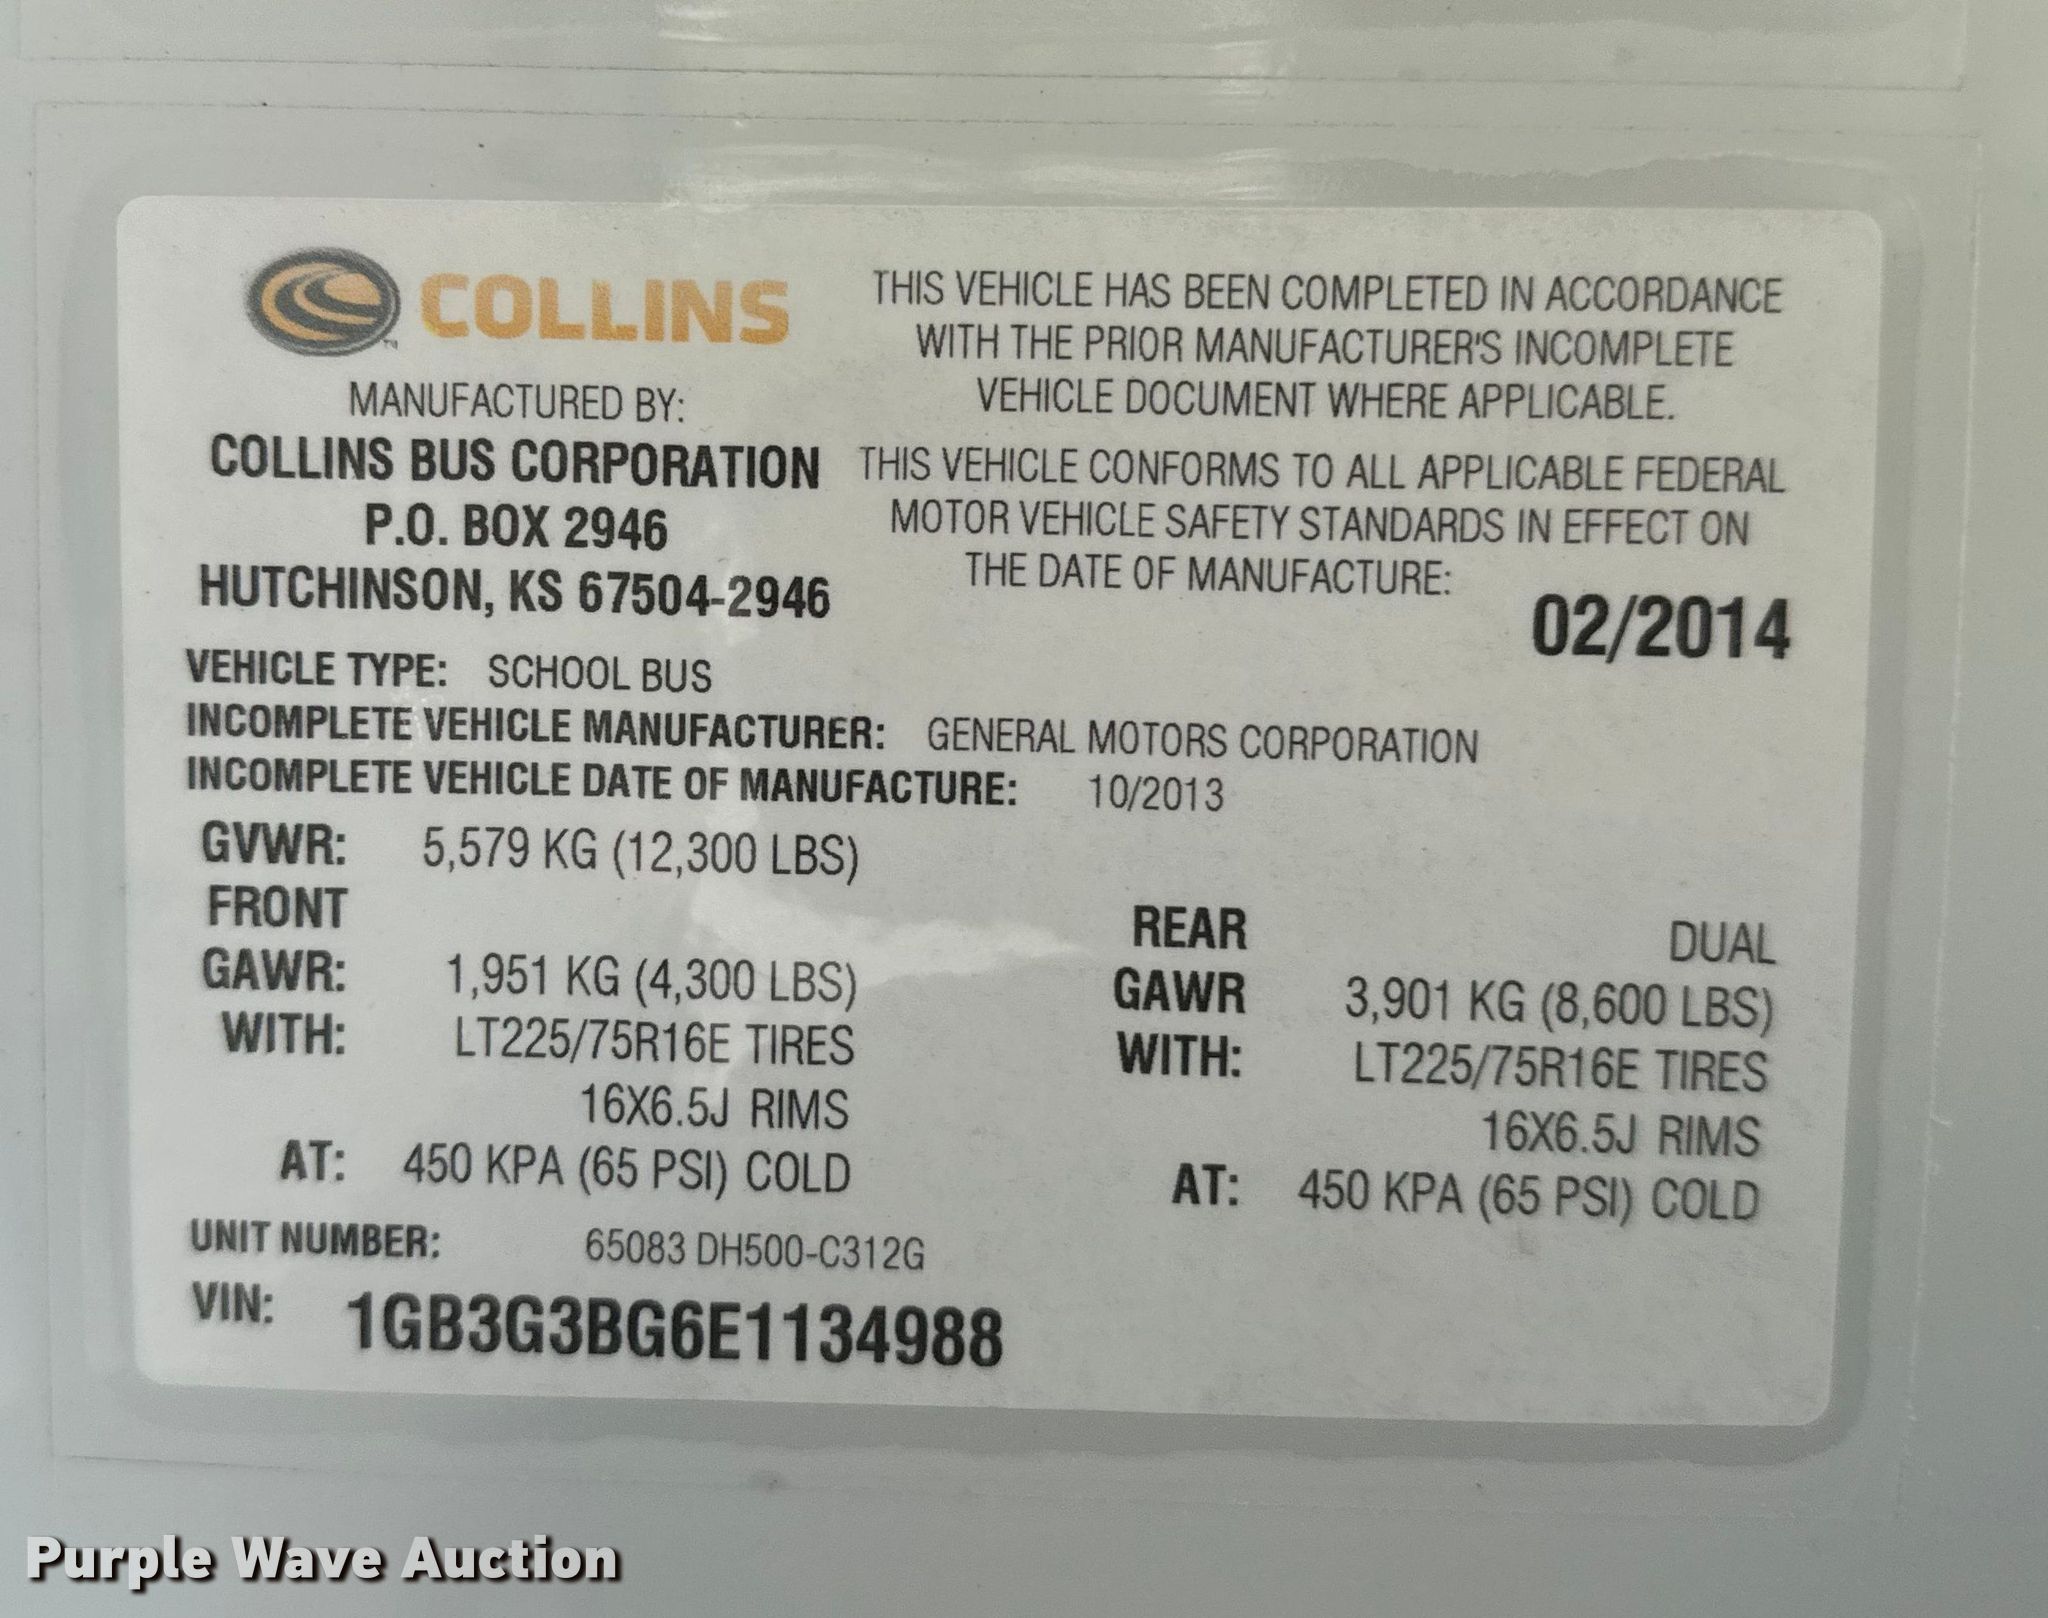 COLLINS
MANUFACTURED BY:
COLLINS BUS CORPORATION
P.O. BOX 2946
HUTCHINSON, KS 67504-2946
THIS VEHICLE HAS BEEN COMPLETED IN ACCORDANCE
WITH THE PRIOR MANUFACTURER'S INCOMPLETE
VEHICLE DOCUMENT WHERE APPLICABLE.
THIS VEHICLE CONFORMS TO ALL APPLICABLE FEDERAL
MOTOR VEHICLE SAFETY STANDARDS IN EFFECT ON
THE DATE OF MANUFACTURE:
02/2014
VEHICLE TYPE: SCHOOL BUS
INCOMPLETE VEHICLE MANUFACTURER: GENERAL MOTORS CORPORATION
INCOMPLETE VEHICLE DATE OF MANUFACTURE: 10/2013
GVWR: 5,579 KG (12,300 LBS)
FRONT
GAWR: 1,951 KG (4,300 LBS)
WITH: LT225/75R16E TIRES
16X6.5J RIMS
AT: 450 KPA (65 PSI) COLD
REAR DUAL
GAWR 3,901 KG (8,600 LBS)
WITH: LT225/75R16E TIRES
16X6.5J RIMS
AT: 450 KPA (65 PSI) COLD
UNIT NUMBER: 65083 DH500-C312G
VIN: 1GB3G3BG6E1134988
Purple Wave Auction